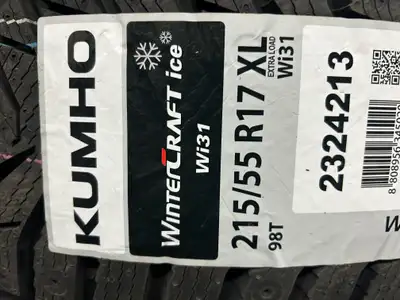 KUMHO
WINTERCRAFT ice
Wi31
215/55 R17 XL
EXTRA LOAD
Wi31
98T
2324213